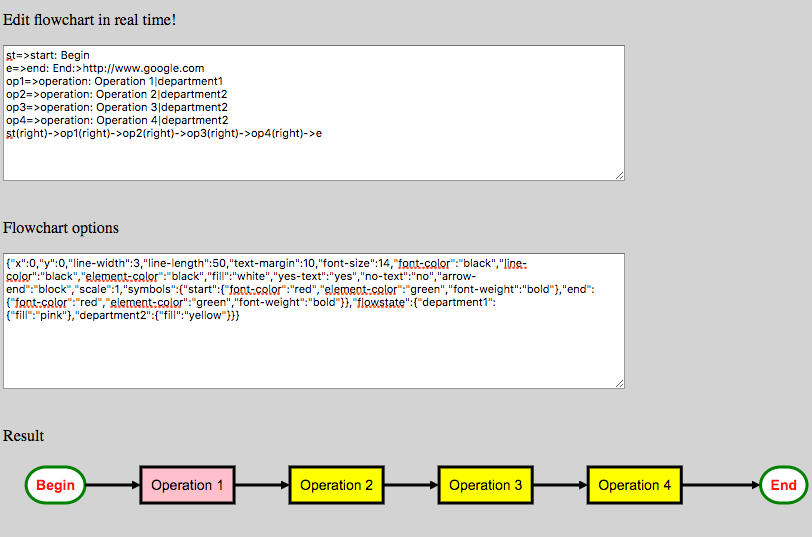 Edit flowchart in real time!
st=>start: Begin
e=>end: End:>http://www.google.com
op1=>operation: Operation 1|department1
op2=>operation: Operation 2|department2
op3=>operation: Operation 3|department2
op4=>operation: Operation 4|department2
st(right)->op1(right)->op2(right)->op3(right)->op4(right)->e
Flowchart options
{"x":0,"y":0,"line-width":3,"line-length":50,"text-margin":10,"font-size":14,"font-color":"black","line-
color":"black","element-color":"black","fill":"white","yes-text":"yes","no-text":"no","arrow-
end":"block","scale":1,"symbols":{"start":{"font-color":"red","element-color":"green","font-weight":"bold"},"end":
{"font-color":"red","element-color":"green","font-weight":"bold"}},"flowstate":{"department1":
{"fill":"pink"},"department2":{"fill":"yellow"}}}
Result
Begin Operation 1 Operation 2 Operation 3 Operation 4 End